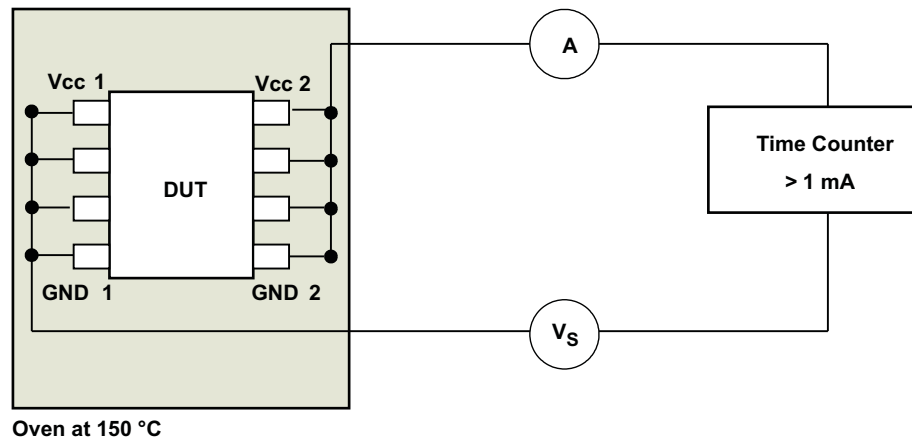 A
Vcc 1
Vcc 2
Time Counter
> 1 mA
DUT
GND 1
GND 2
VS
Oven at 150 °C